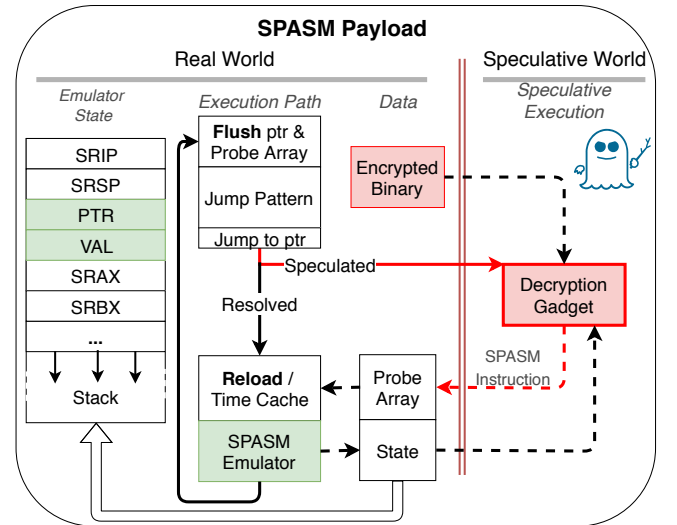 SPASM Payload
Real World
Speculative World
Emulator
State
Execution Path
Data
Speculative
Execution
SRIP
SRSP
PTR
VAL
SRAX
SRBX
...
Stack
Flush ptr &
Probe Array
Jump Pattern
Jump to ptr
Encrypted
Binary
Speculated
Decryption
Gadget
Resolved
SPASM
Instruction
Reload /
Time Cache
Probe
Array
SPASM
Emulator
State